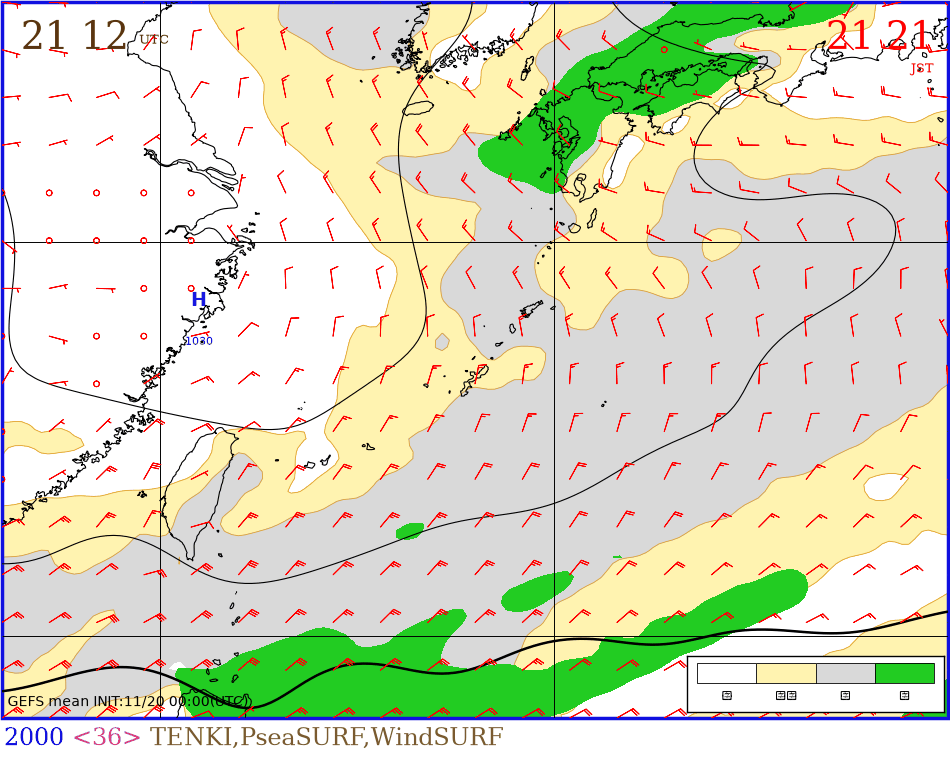 21 12 UTC
21 21
JST
H
1030
GEFS mean INIT:11/20 00:00(UTC)
2000 <36> TENKI,PseaSURF,WindSURF